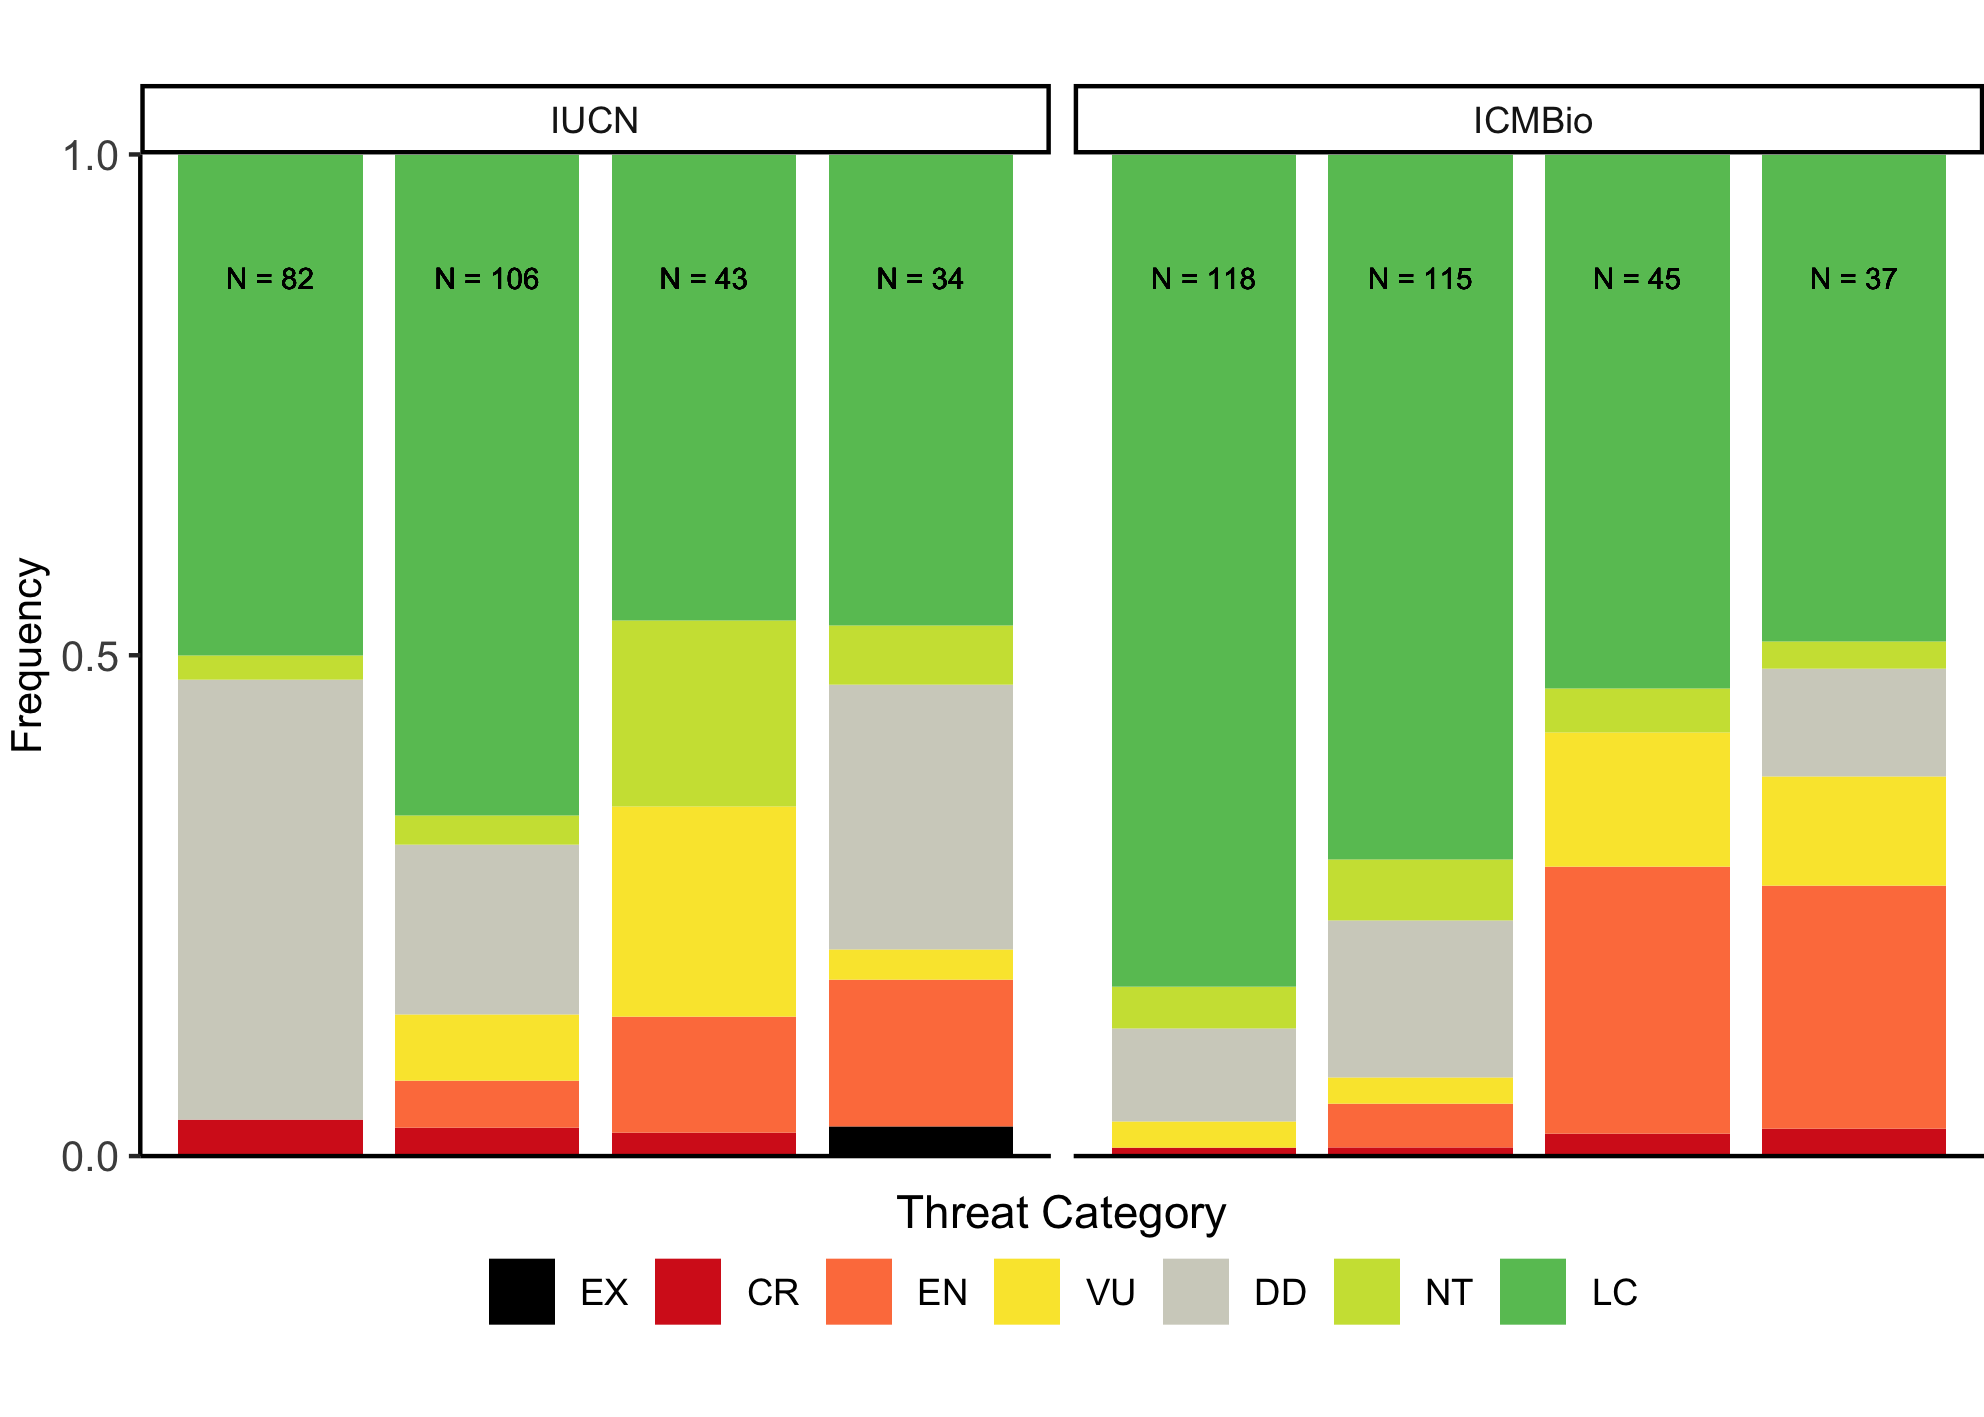 IUCN
ICMBio
1.0
N = 82
N = 106
N = 43
N = 34
N = 118
N = 115
N = 45
N = 37
Frequency
0.5
0.0
Threat Category
EX
CR
EN
VU
DD
NT
LC